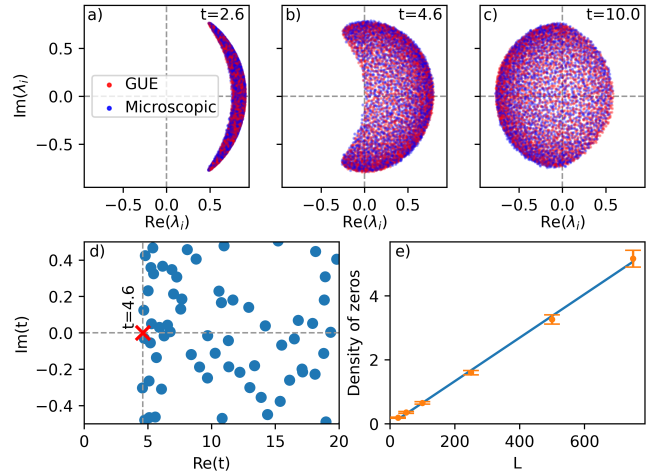 a)
t=2.6
b)
t=4.6
c)
t=10.0
Im(λᵢ)
0.5
0.0
−0.5
GUE
Microscopic
−0.5 0.0 0.5
−0.5 0.0 0.5
−0.5 0.0 0.5
Re(λᵢ)
Re(λᵢ)
Re(λᵢ)
d)
Im(t)
0.4
0.2
0.0
−0.2
−0.4
t=4.6
0 5 10 15 20
Re(t)
e)
Density of zeros
4
2
0
0 200 400 600
L